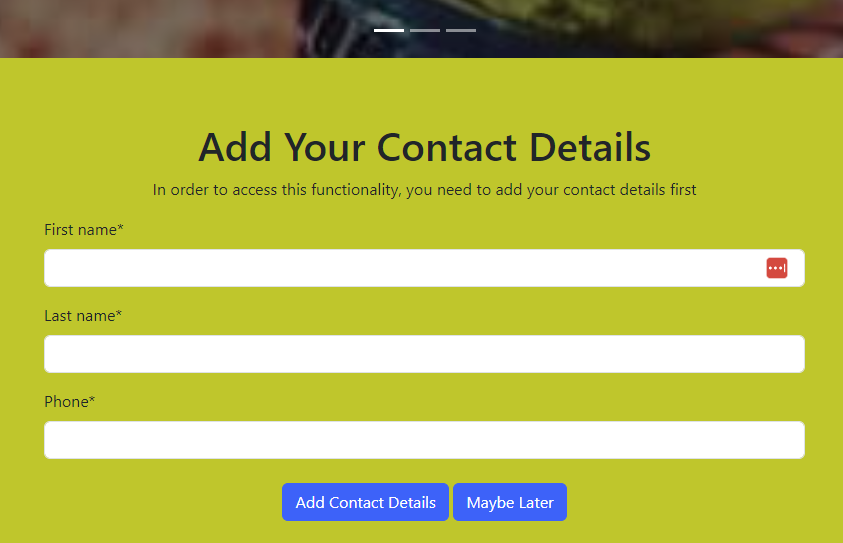 Add Your Contact Details
In order to access this functionality, you need to add your contact details first
First name*
Last name*
Phone*
Add Contact Details Maybe Later